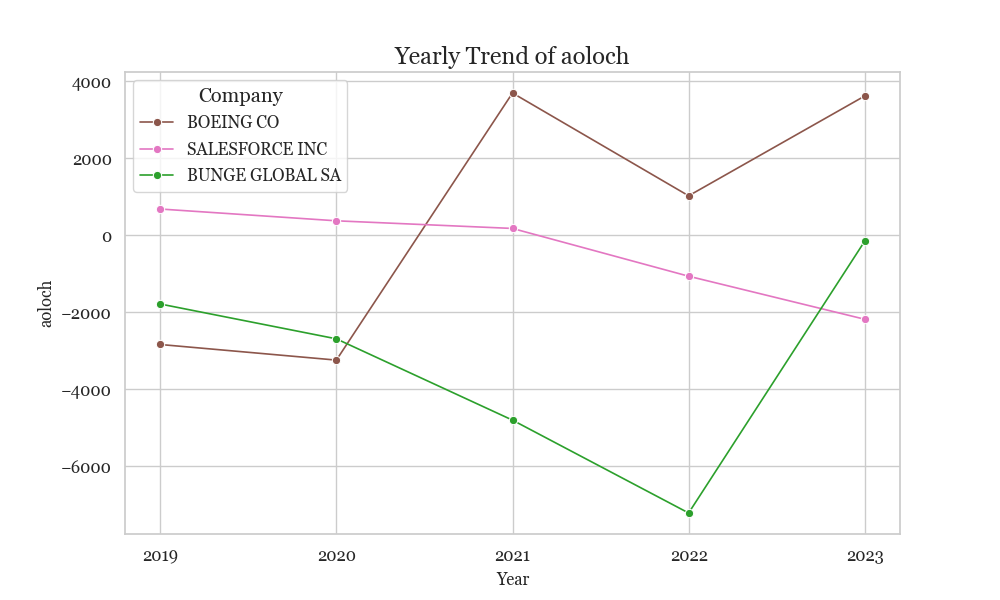 Yearly Trend of aoloch
Company
BOEING CO
SALESFORCE INC
BUNGE GLOBAL SA
4000
2000
0
−2000
−4000
−6000
aoloch
2019 2020 2021 2022 2023
Year